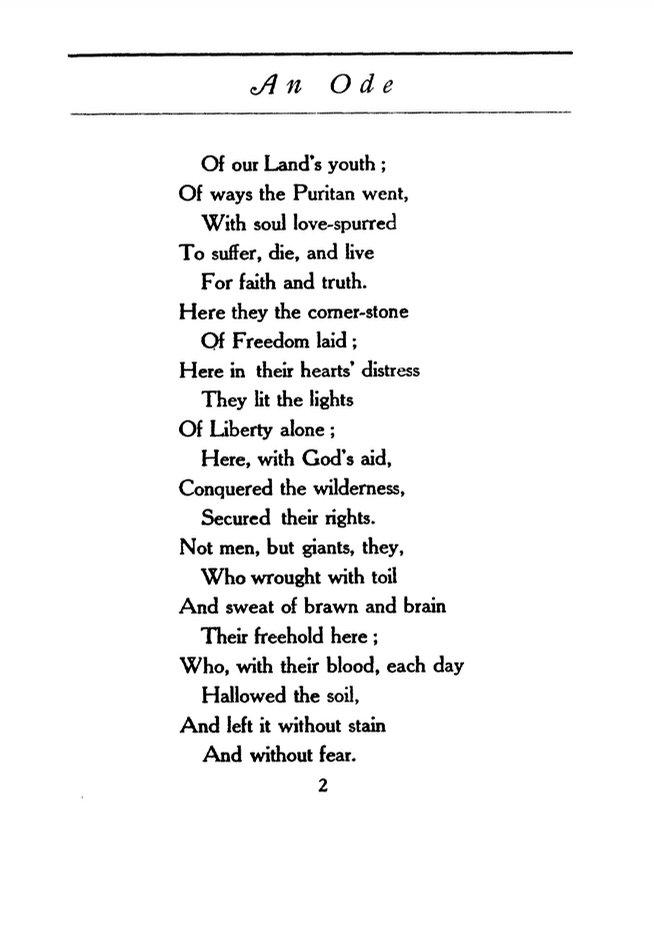 An Ode
Of our Land's youth ;
Of ways the Puritan went,
With soul love-spurred
To suffer, die, and live
For faith and truth.
Here they the corner-stone
Of Freedom laid ;
Here in their hearts' distress
They lit the lights
Of Liberty alone ;
Here, with God's aid,
Conquered the wilderness,
Secured their rights.
Not men, but giants, they,
Who wrought with toil
And sweat of brawn and brain
Their freehold here ;
Who, with their blood, each day
Hallowed the soil,
And left it without stain
And without fear.
2